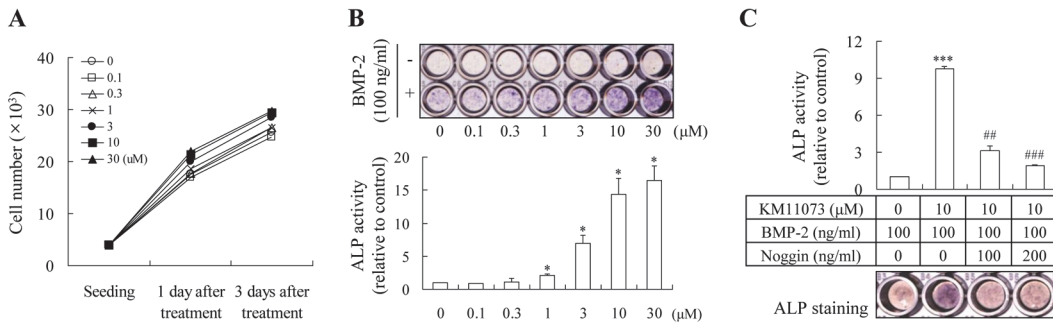 A
Cell number (×10³)
40
30
20
10
0
0
0.1
0.3
1
3
10
30 (uM)
Seeding
1 day after
treatment
3 days after
treatment
B
BMP-2
(100 ng/ml)
-
+
0 0.1 0.3 1 3 10 30 (μM)
ALP activity
(relative to control)
20
15
10
5
0
* * * *
0 0.1 0.3 1 3 10 30 (μM)
C
ALP activity
(relative to control)
12
9
6
3
0
***
##
###
KM11073 (μM) 0 10 10 10
BMP-2 (ng/ml) 100 100 100 100
Noggin (ng/ml) 0 0 100 200
ALP staining